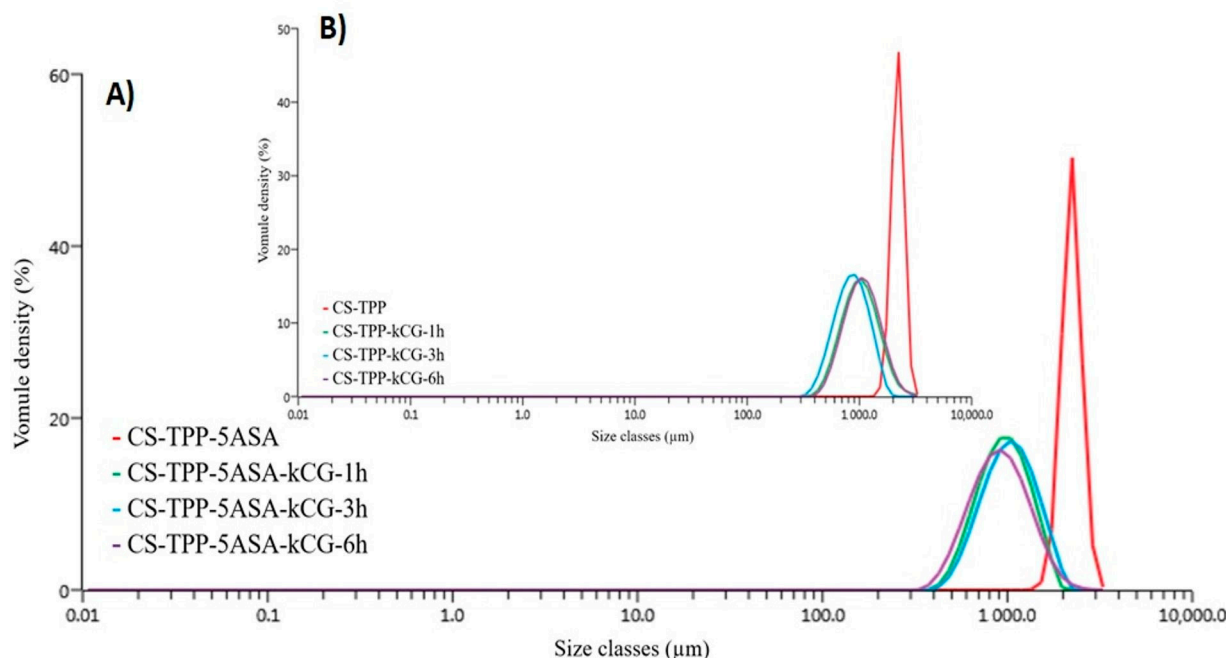 A)
60
40
20
0
Vomule density (%)
CS-TPP-5ASA
CS-TPP-5ASA-kCG-1h
CS-TPP-5ASA-kCG-3h
CS-TPP-5ASA-kCG-6h
0.01 0.1 1.0 10.0 100.0 1 000.0 10,000.0
Size classes (µm)
B)
50
40
30
20
10
0
Vomule density (%)
CS-TPP
CS-TPP-kCG-1h
CS-TPP-kCG-3h
CS-TPP-kCG-6h
0.01 0.1 1.0 10.0 100.0 1 000.0 10,000.0
Size classes (µm)